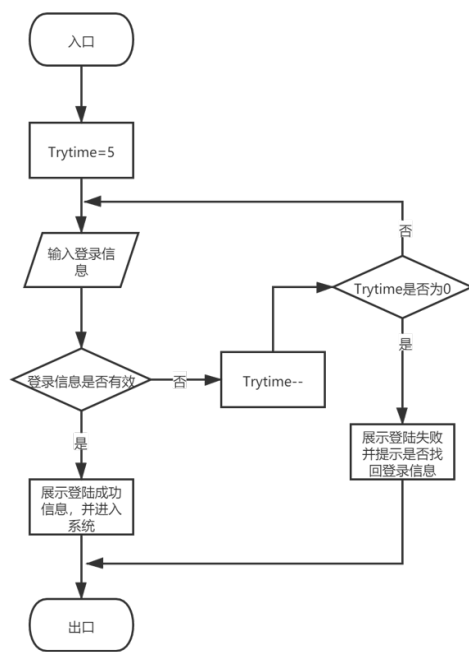 入口
Trytime=5
否
输入登录信
息
Trytime是否为0
是
登录信息是否有效
否
Trytime--
是
展示登陆失败
并提示是否找
回登录信息
展示登陆成功
信息，并进入
系统
出口